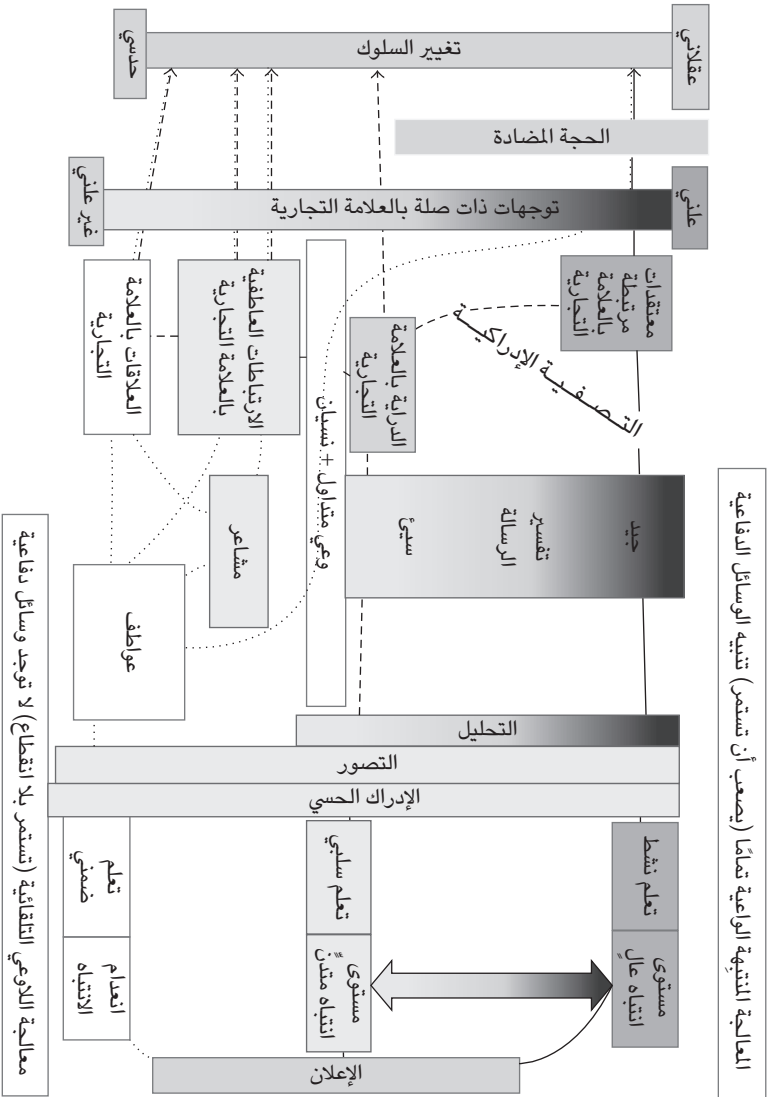 المعالجة المنتبِهة الواعية تمامًا (يصعب أن تستمر) تنبيه الوسائل الدفاعية
الإعلان
مستوى
انتباه عالٍ
تعلم نشط
مستوى
انتباه متدنٍّ
تعلم سلبي
انعدام
الانتباه
تعلم
ضمني
الإدراك الحسي
التصور
التحليل
جيد
تفسير
الرسالة
سيئ
وعي متداول + نسيان
مشاعر
عواطف
التصفية الإدراكية
معتقدات
مرتبطة
بالعلامة
التجارية
الدراية بالعلامة
التجارية
الارتباطات العاطفية
بالعلامة التجارية
العلاقات بالعلامة
التجارية
علني
توجهات ذات صلة بالعلامة التجارية
غير علني
الحجة المضادة
عقلاني
تغيير السلوك
حدسي
معالجة اللاوعي التلقائية (تستمر بلا انقطاع) لا توجد وسائل دفاعية